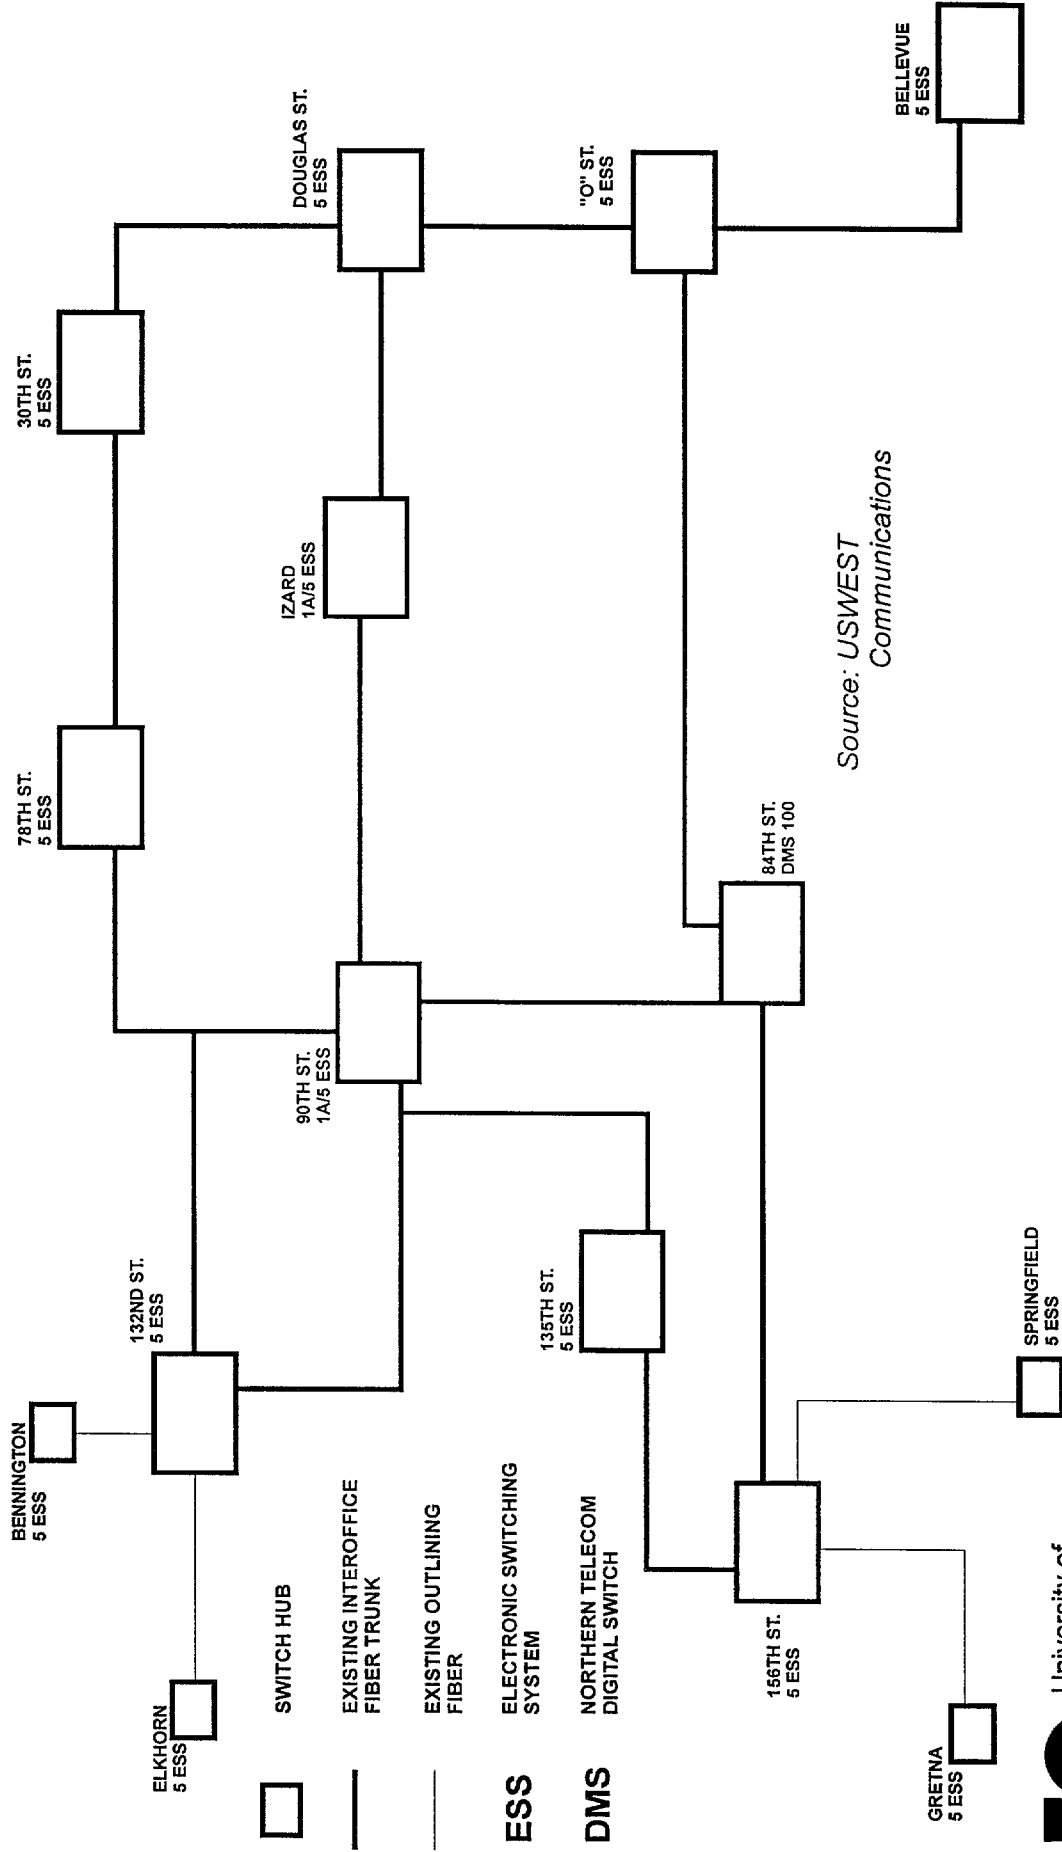 BENNINGTON
5 ESS
ELKHORN
5 ESS
132ND ST.
5 ESS
78TH ST.
5 ESS
30TH ST.
5 ESS
DOUGLAS ST.
5 ESS
IZARD
1A/5 ESS
90TH ST.
1A/5 ESS
"O" ST.
5 ESS
BELLEVUE
5 ESS
84TH ST.
DMS 100
135TH ST.
5 ESS
156TH ST.
5 ESS
GRETNA
5 ESS
SPRINGFIELD
5 ESS
SWITCH HUB
EXISTING INTEROFFICE
FIBER TRUNK
EXISTING OUTLINING
FIBER
ESS ELECTRONIC SWITCHING
SYSTEM
DMS NORTHERN TELECOM
DIGITAL SWITCH
Source: USWEST
Communications
University of